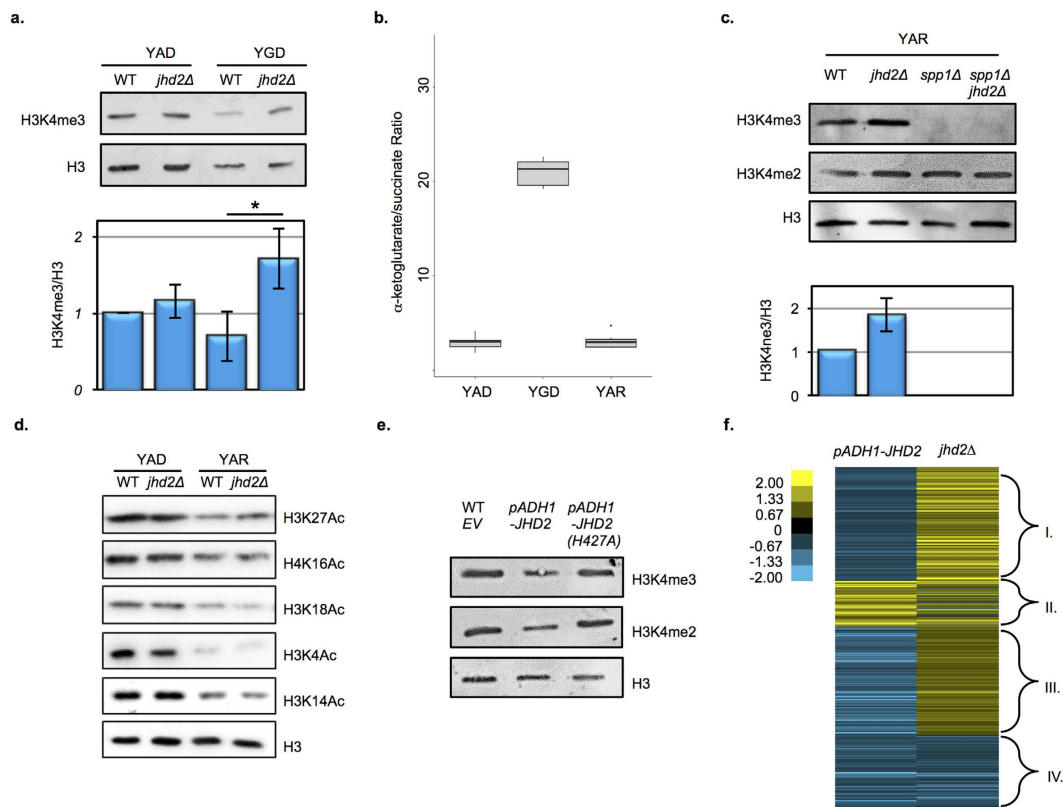 a.
YAD YGD
WT jhd2Δ WT jhd2Δ
H3K4me3
H3
*
H3K4me3/H3
2
1
0
b.
α-ketoglutarate/succinate Ratio
30
20
10
YAD YGD YAR
c.
YAR
WT jhd2Δ spp1Δ spp1Δ
jhd2Δ
H3K4me3
H3K4me2
H3
H3K4ne3/H3
2
1
0
d.
YAD YAR
WT jhd2Δ WT jhd2Δ
H3K27Ac
H4K16Ac
H3K18Ac
H3K4Ac
H3K14Ac
H3
e.
WT pADH1 pADH1
EV -JHD2 -JHD2
(H427A)
H3K4me3
H3K4me2
H3
f.
pADH1-JHD2 jhd2Δ
2.00
1.33
0.67
0
-0.67
-1.33
-2.00
I.
II.
III.
IV.